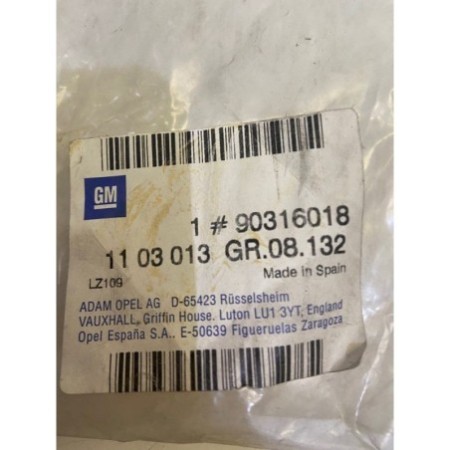 GM
1 # 90316018
11 03 013 GR.08.132
LZ109 Made in Spain
ADAM OPEL AG D-65423 Rüsselsheim
VAUXHALL, Griffin House. Luton LU1 3YT, England
Opel España S.A.. E-50639 Figueruelas Zaragoza